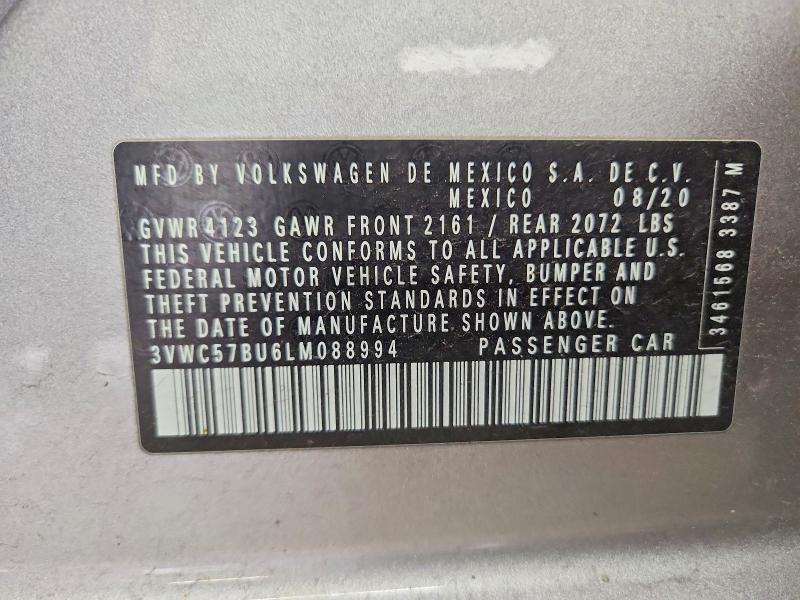 MFD BY VOLKSWAGEN DE MEXICO S.A. DE C.V.
MEXICO 08/20
GVWR 4123 GAWR FRONT 2161 / REAR 2072 LBS
THIS VEHICLE CONFORMS TO ALL APPLICABLE U.S.
FEDERAL MOTOR VEHICLE SAFETY, BUMPER AND
THEFT PREVENTION STANDARDS IN EFFECT ON
THE DATE OF MANUFACTURE SHOWN ABOVE.
3VWC57BU6LM088994 PASSENGER CAR
3461568 3387 M